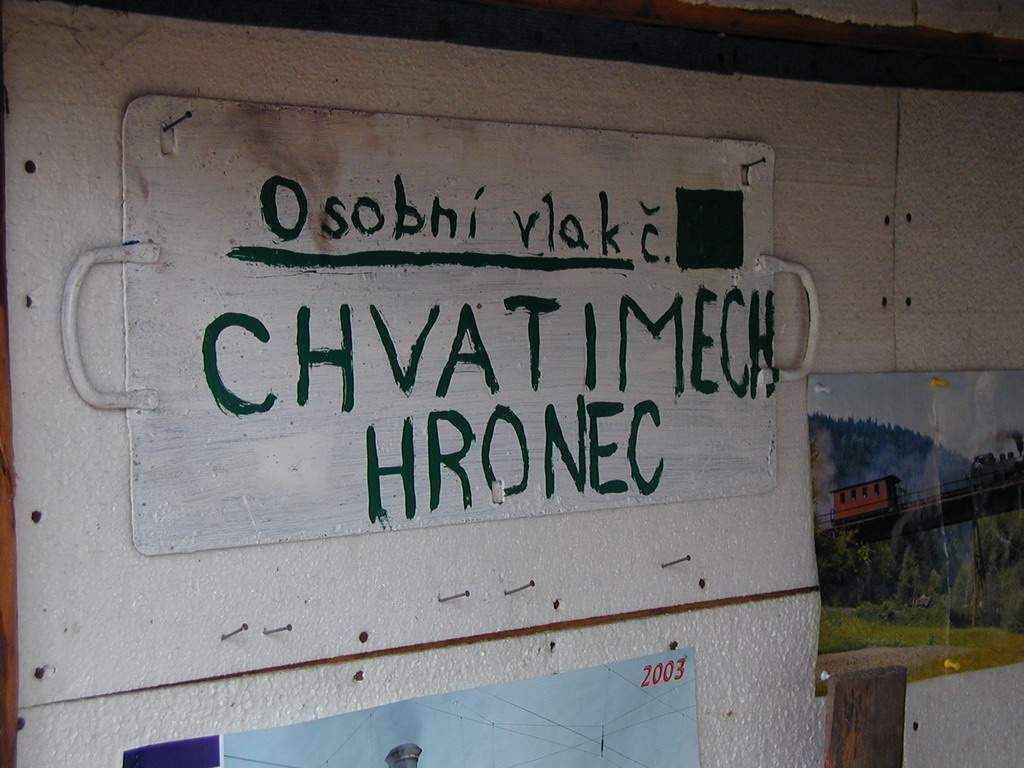 Osobní vlak č.
CHVATIMECH
HRONEC
2003